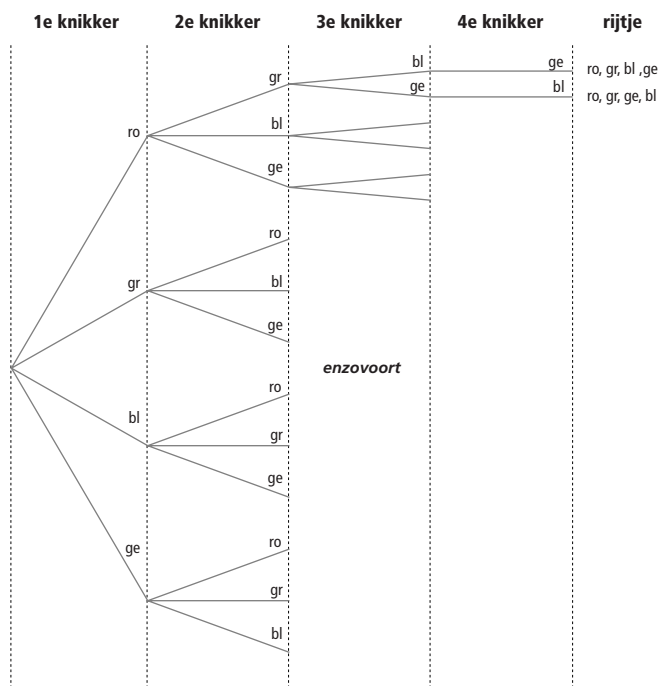 1e knikker 2e knikker 3e knikker 4e knikker rijtje
bl ge ro, gr, bl ,ge
gr
ge bl ro, gr, ge, bl
ro bl
ge
ro
gr bl
ge
enzovoort
ro
bl gr
ge
ro
ge
gr
bl